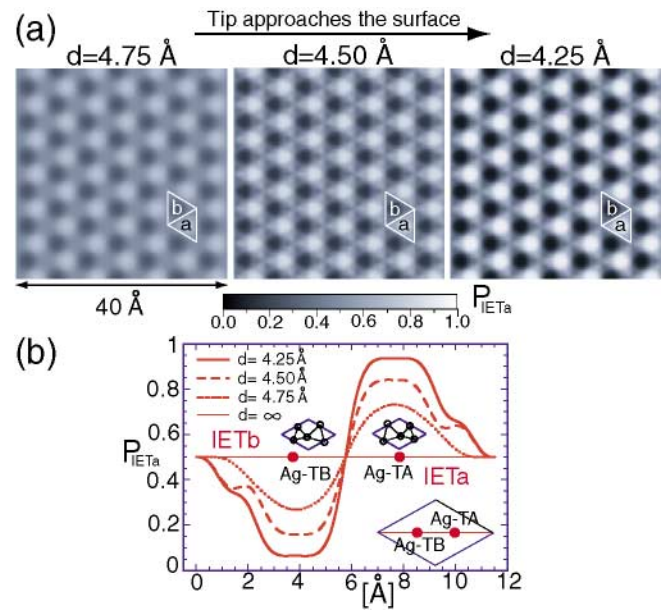 (a) Tip approaches the surface
d=4.75 Å d=4.50 Å d=4.25 Å
b b b
a a a
40 Å
0.0 0.2 0.4 0.6 0.8 1.0 P_IETa
(b)
1
d= 4.25Å
d= 4.50Å
0.8
d= 4.75Å
d= ∞
0.6
P_IETa IETb
Ag-TB Ag-TA IETa
0.4
0.2
Ag-TA
Ag-TB
0
0 2 4 6 8 10 12
[Å]